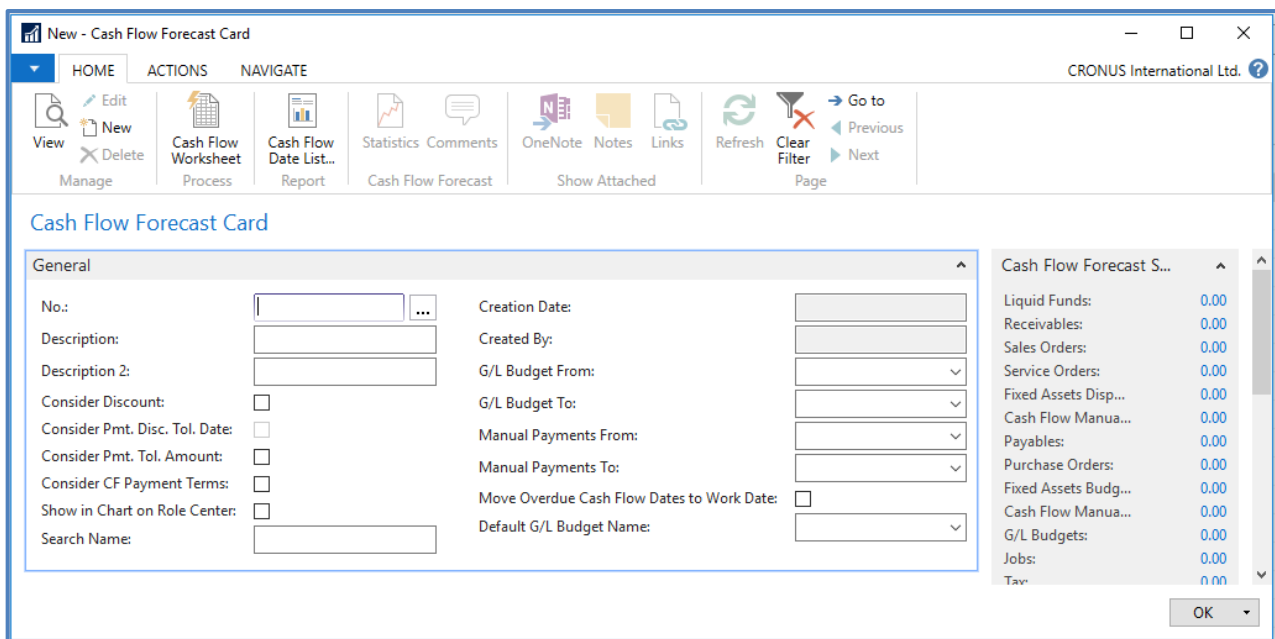 New - Cash Flow Forecast Card
HOME ACTIONS NAVIGATE CRONUS International Ltd. ?
View Edit New Delete
Manage
Cash Flow Worksheet
Process
Cash Flow Date List...
Report
Statistics Comments
Cash Flow Forecast
OneNote Notes Links
Show Attached
Refresh Clear Filter Go to Previous Next
Page
Cash Flow Forecast Card
General
No.: ...
Description:
Description 2:
Consider Discount:
Consider Pmt. Disc. Tol. Date:
Consider Pmt. Tol. Amount:
Consider CF Payment Terms:
Show in Chart on Role Center:
Search Name:
Creation Date:
Created By:
G/L Budget From:
G/L Budget To:
Manual Payments From:
Manual Payments To:
Move Overdue Cash Flow Dates to Work Date:
Default G/L Budget Name:
Cash Flow Forecast S...
Liquid Funds: 0.00
Receivables: 0.00
Sales Orders: 0.00
Service Orders: 0.00
Fixed Assets Disp... 0.00
Cash Flow Manua... 0.00
Payables: 0.00
Purchase Orders: 0.00
Fixed Assets Budg... 0.00
Cash Flow Manua... 0.00
G/L Budgets: 0.00
Jobs: 0.00
Tax: 0.00
OK